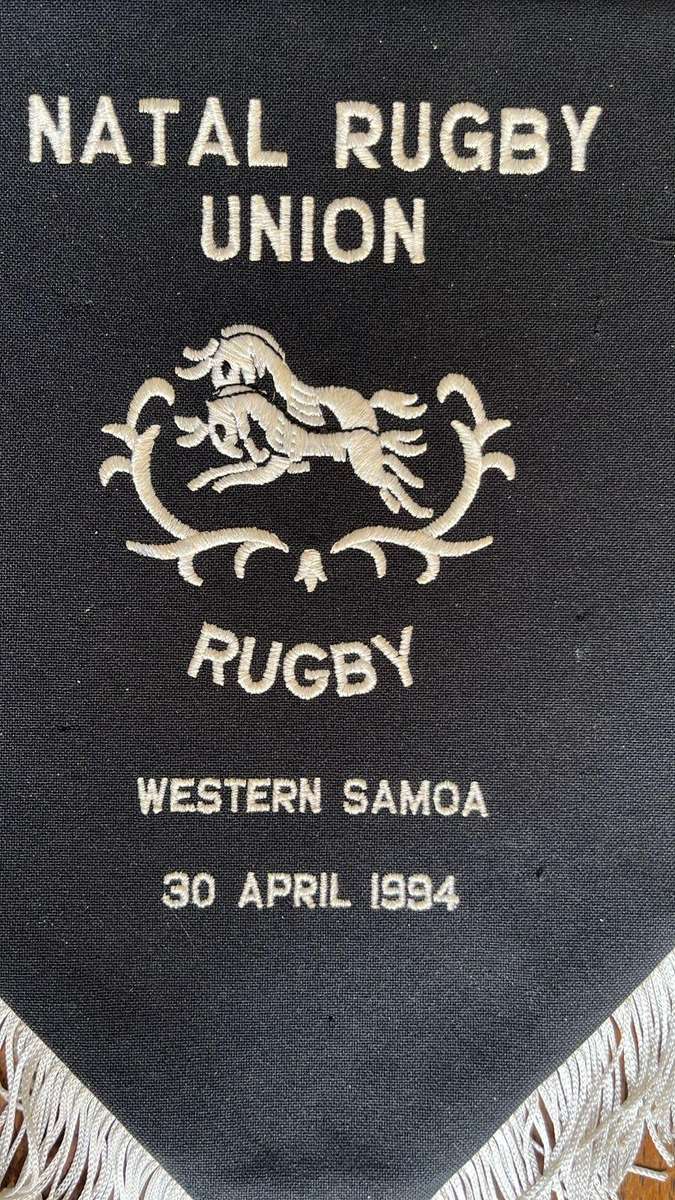 NATAL RUGBY
UNION
RUGBY
WESTERN SAMOA
30 APRIL 1994